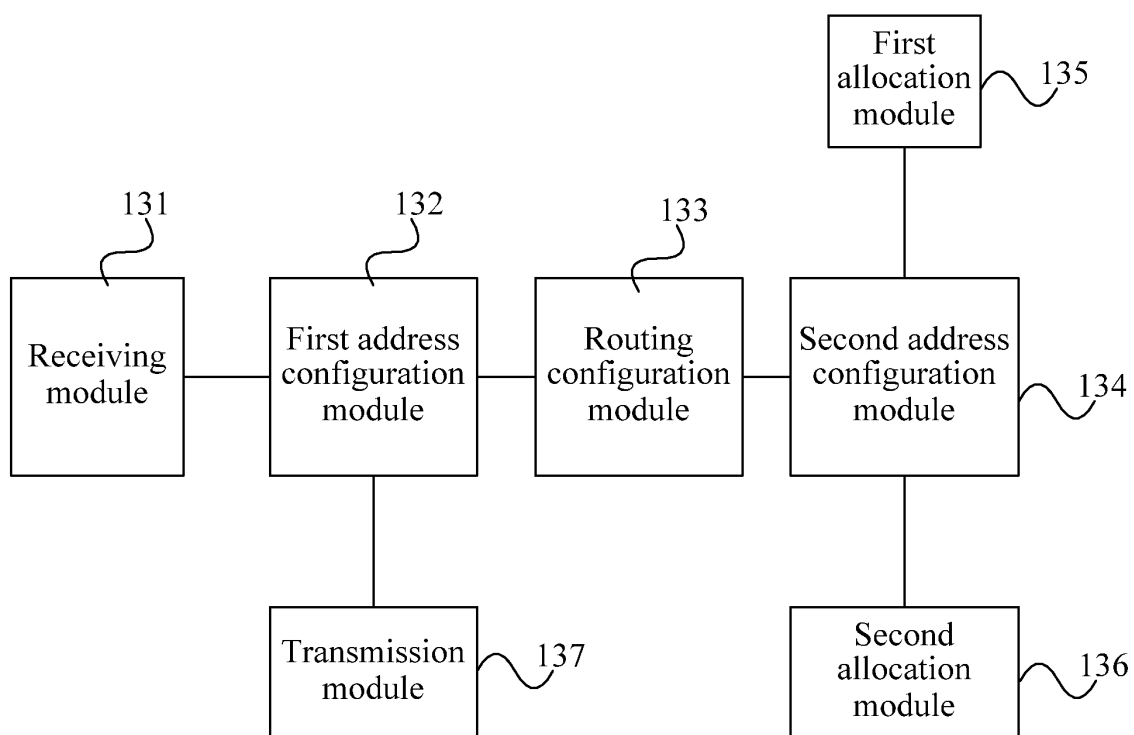 First
allocation
module
135
131
132
133
Receiving
module
First address
configuration
module
Routing
configuration
module
Second address
configuration
module
134
Transmission
module
137
Second
allocation
module
136